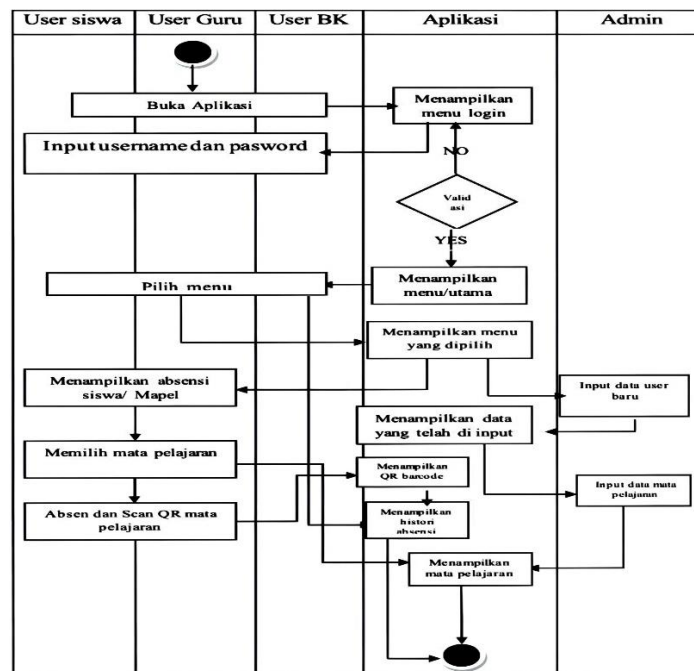 User siswa User Guru User BK Aplikasi Admin
Buka Aplikasi
Menampilkan
menu login
Input username dan pasword
NO
Valid
asi
YES
Pilih menu
Menampilkan
menu/utama
Menampilkan menu
yang dipilih
Menampilkan absensi
siswa/ Mapel
Input data user
baru
Menampilkan data
yang telah di input
Memilih mata pelajaran
Menampilkan
QR barcode
Input data mata
pelajaran
Absen dan Scan QR mata
pelajaran
Menampilkan
histori
absensi
Menampilkan
mata pelajaran